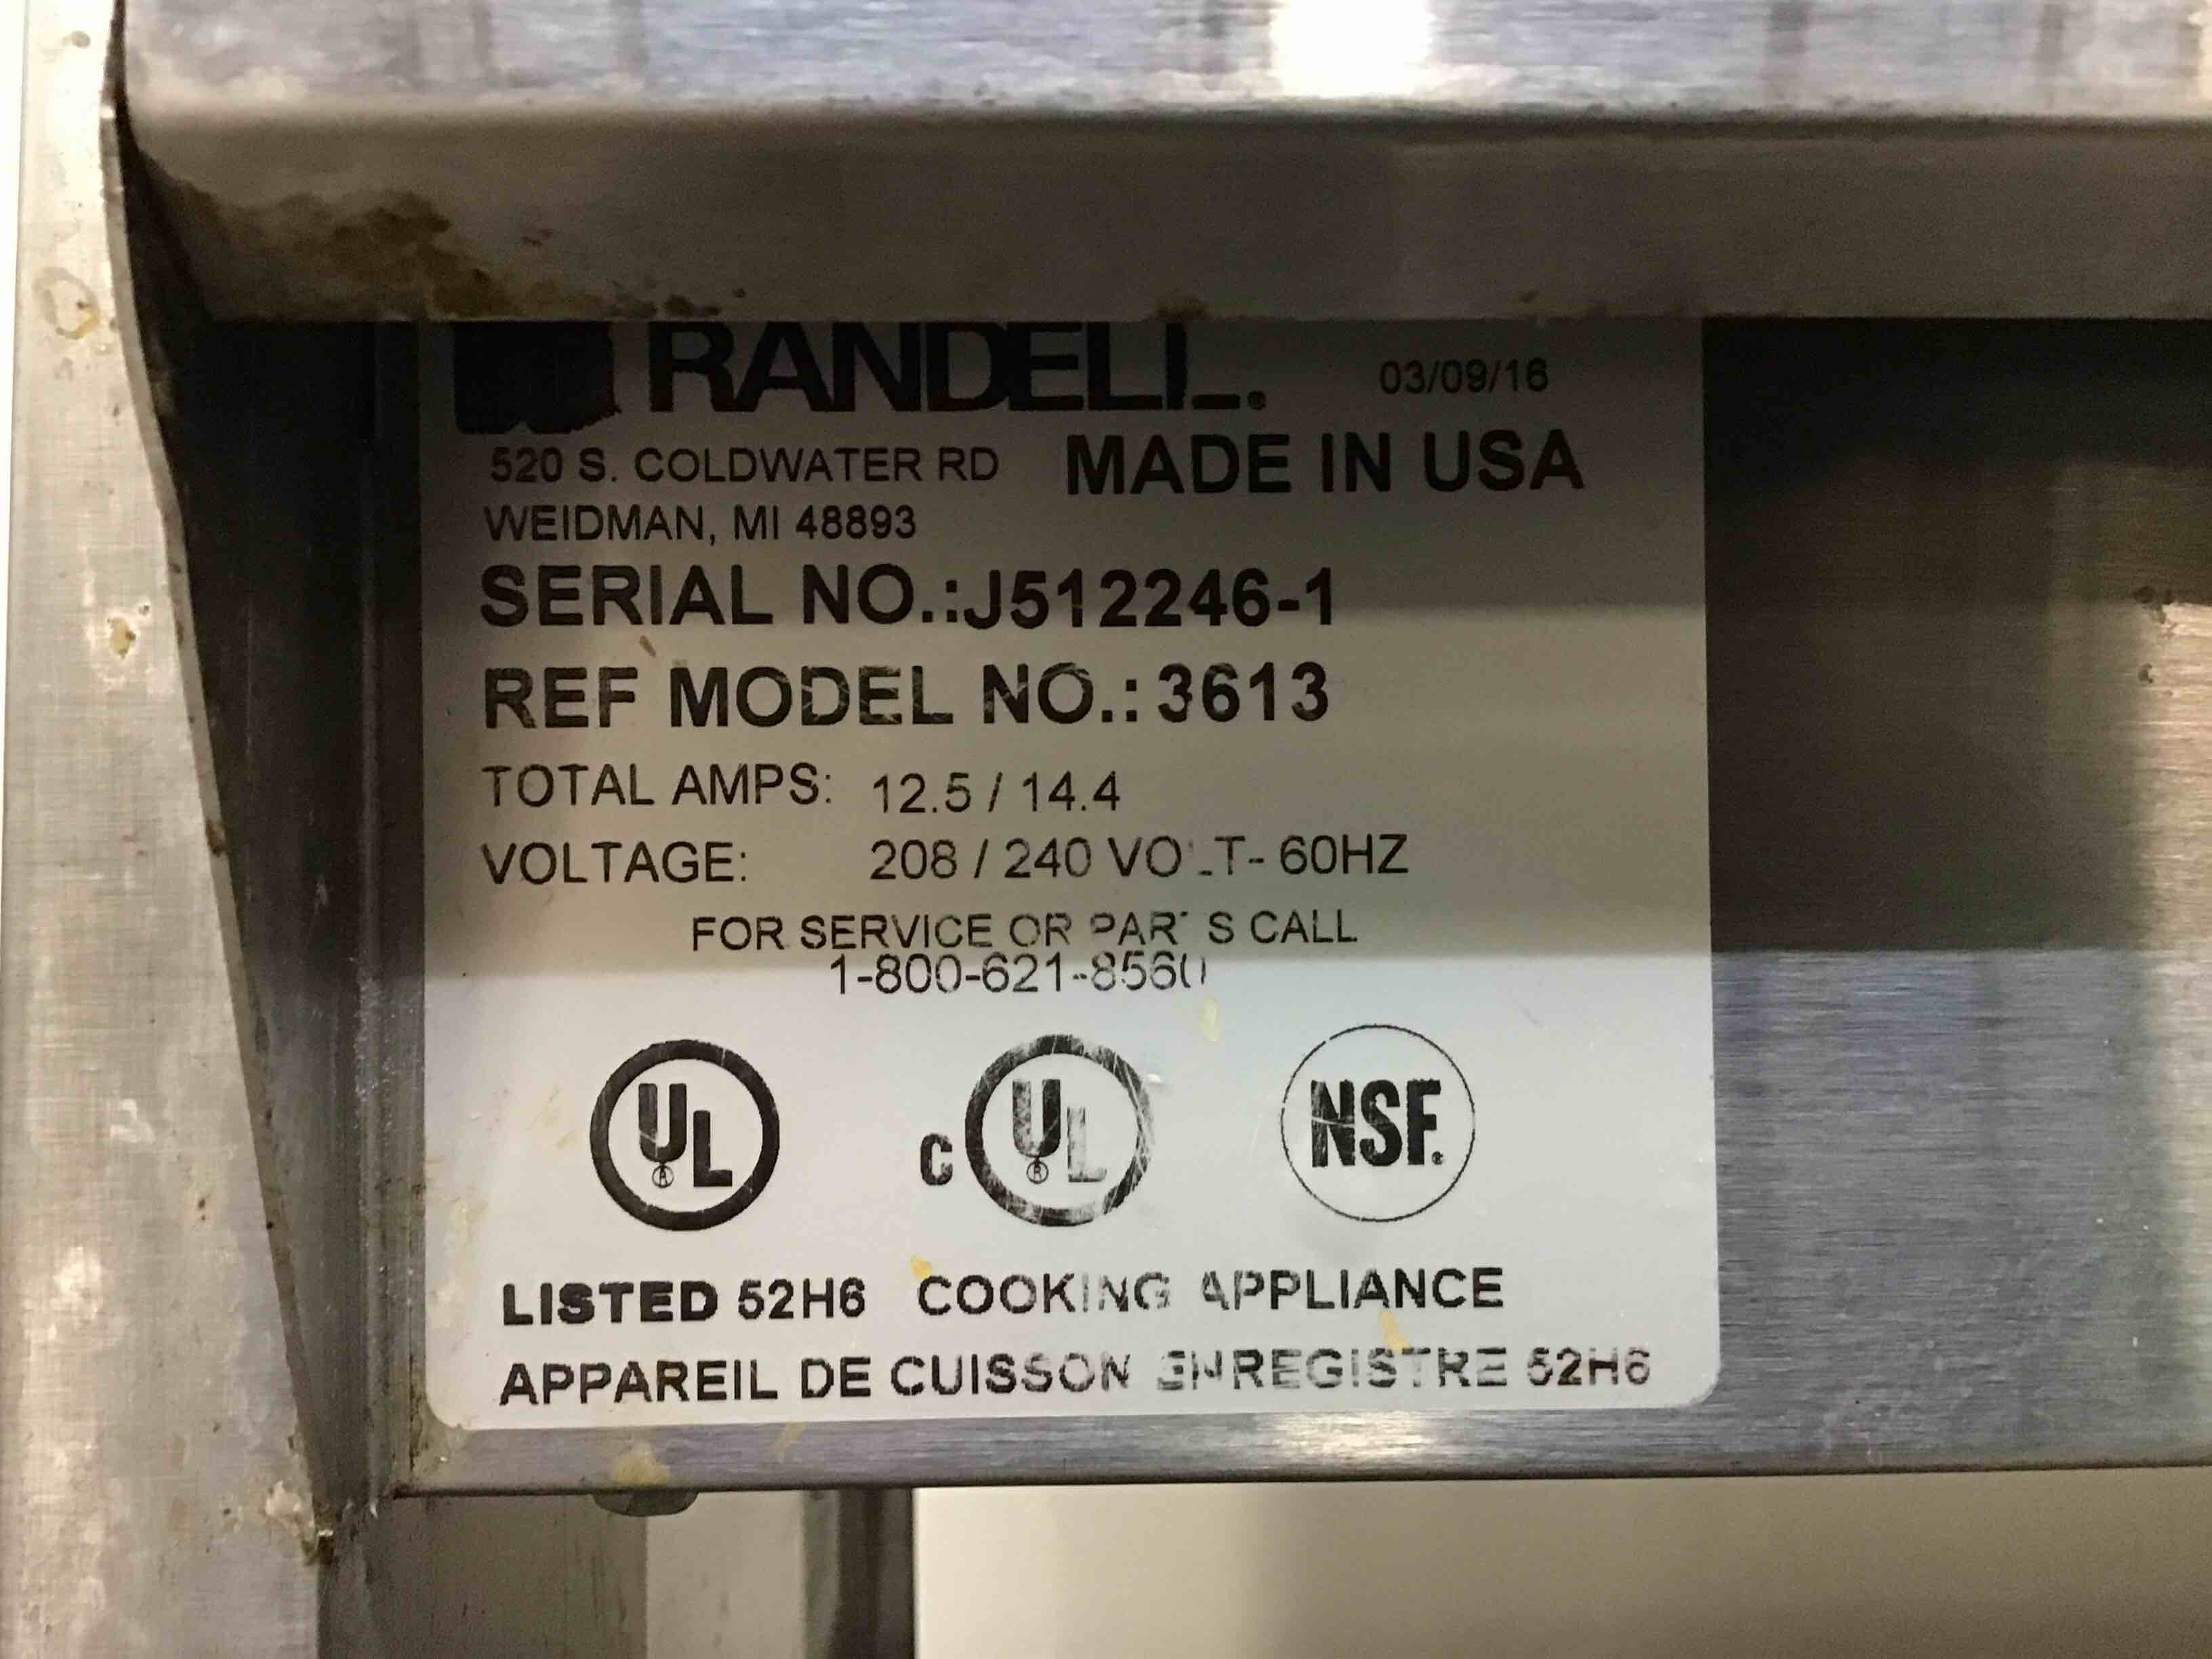 RANDELL.
03/09/16
520 S. COLDWATER RD MADE IN USA
WEIDMAN, MI 48893
SERIAL NO.:J512246-1
REF MODEL NO.: 3613
TOTAL AMPS: 12.5 / 14.4
VOLTAGE: 208 / 240 VOLT- 60HZ
FOR SERVICE OR PARTS CALL
1-800-621-8560
UL
C UL
NSF.
LISTED 52H6 COOKING APPLIANCE
APPAREIL DE CUISSON ENREGISTRE 52H6